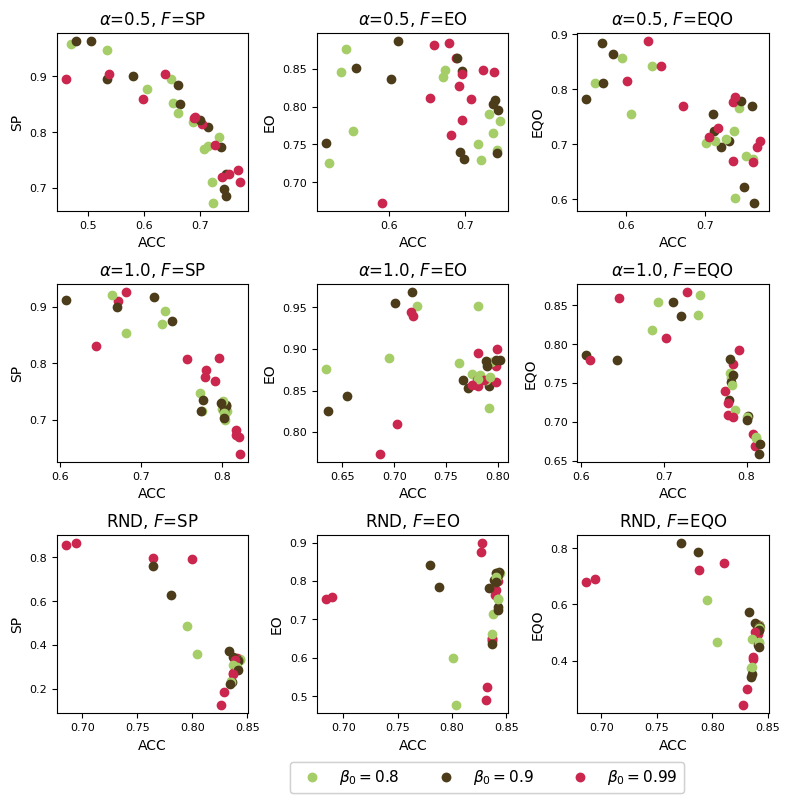 α=0.5, F=SP
α=0.5, F=EO
α=0.5, F=EQO
SP
0.9
0.8
0.7
0.5 0.6 0.7
ACC
EO
0.85
0.80
0.75
0.70
0.6 0.7
ACC
EQO
0.9
0.8
0.7
0.6
0.6 0.7
ACC
α=1.0, F=SP
α=1.0, F=EO
α=1.0, F=EQO
SP
0.9
0.8
0.7
0.6 0.7 0.8
ACC
EO
0.95
0.90
0.85
0.80
0.65 0.70 0.75 0.80
ACC
EQO
0.85
0.80
0.75
0.70
0.65
0.6 0.7 0.8
ACC
RND, F=SP
RND, F=EO
RND, F=EQO
SP
0.8
0.6
0.4
0.2
0.70 0.75 0.80 0.85
ACC
EO
0.9
0.8
0.7
0.6
0.5
0.70 0.75 0.80 0.85
ACC
EQO
0.8
0.6
0.4
0.70 0.75 0.80 0.85
ACC
β₀ = 0.8 β₀ = 0.9 β₀ = 0.99